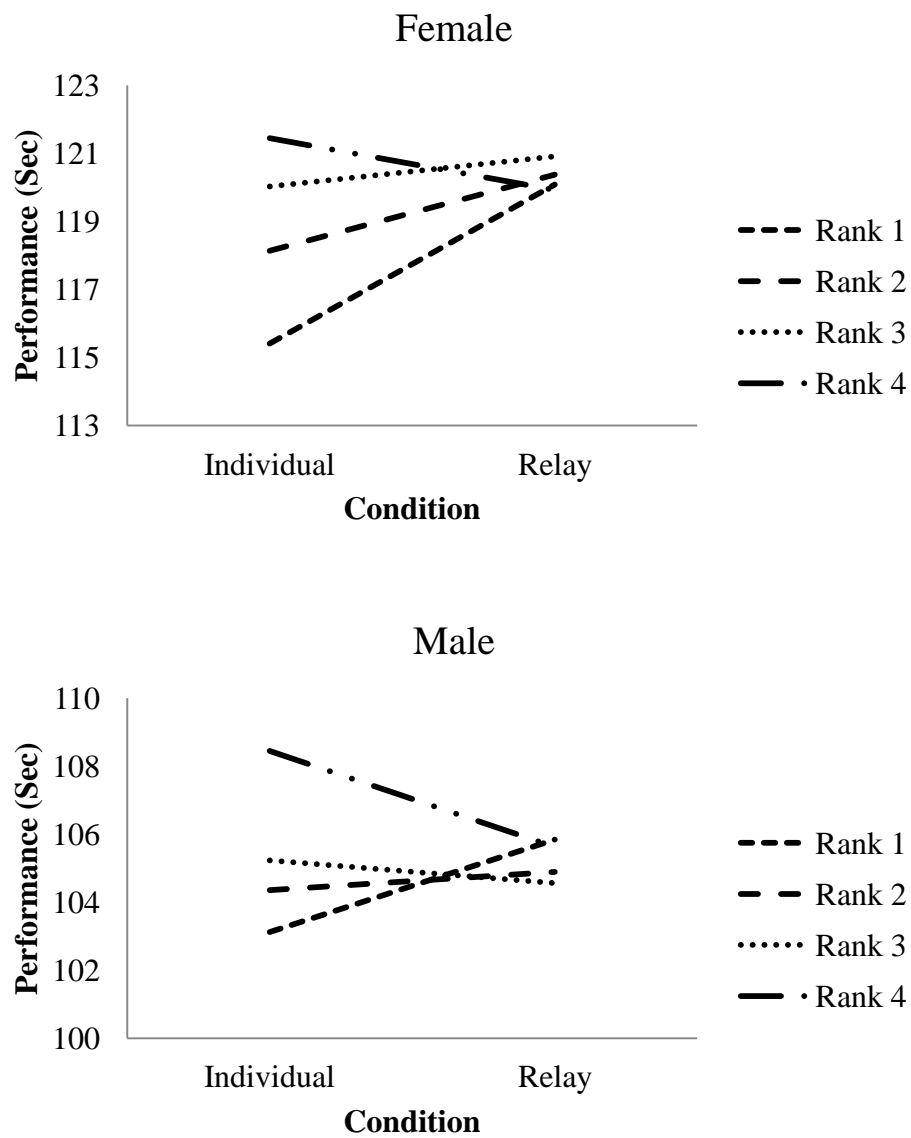 Female
Performance (Sec)
123
121
119
117
115
113
Individual
Relay
Condition
Rank 1
Rank 2
Rank 3
Rank 4
Male
Performance (Sec)
110
108
106
104
102
100
Individual
Relay
Condition
Rank 1
Rank 2
Rank 3
Rank 4